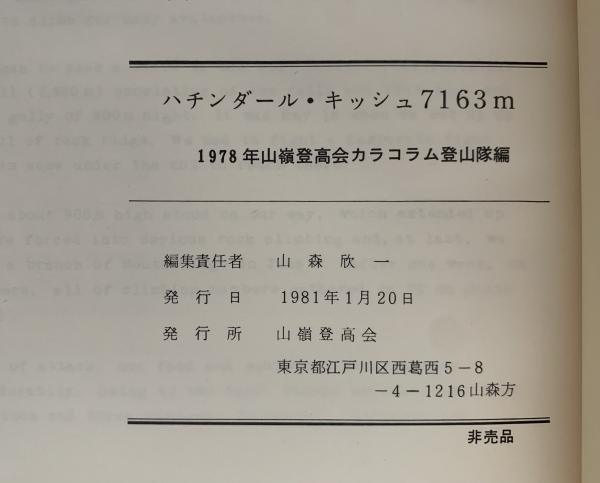 ハチンダール・キッシュ7163m
1978年山嶺登高会カラコラム登山隊編
編集責任者 山森欣一
発行日 1981年1月20日
発行所 山嶺登高会
東京都江戸川区西葛西5-8
-4-1216山森方
非売品